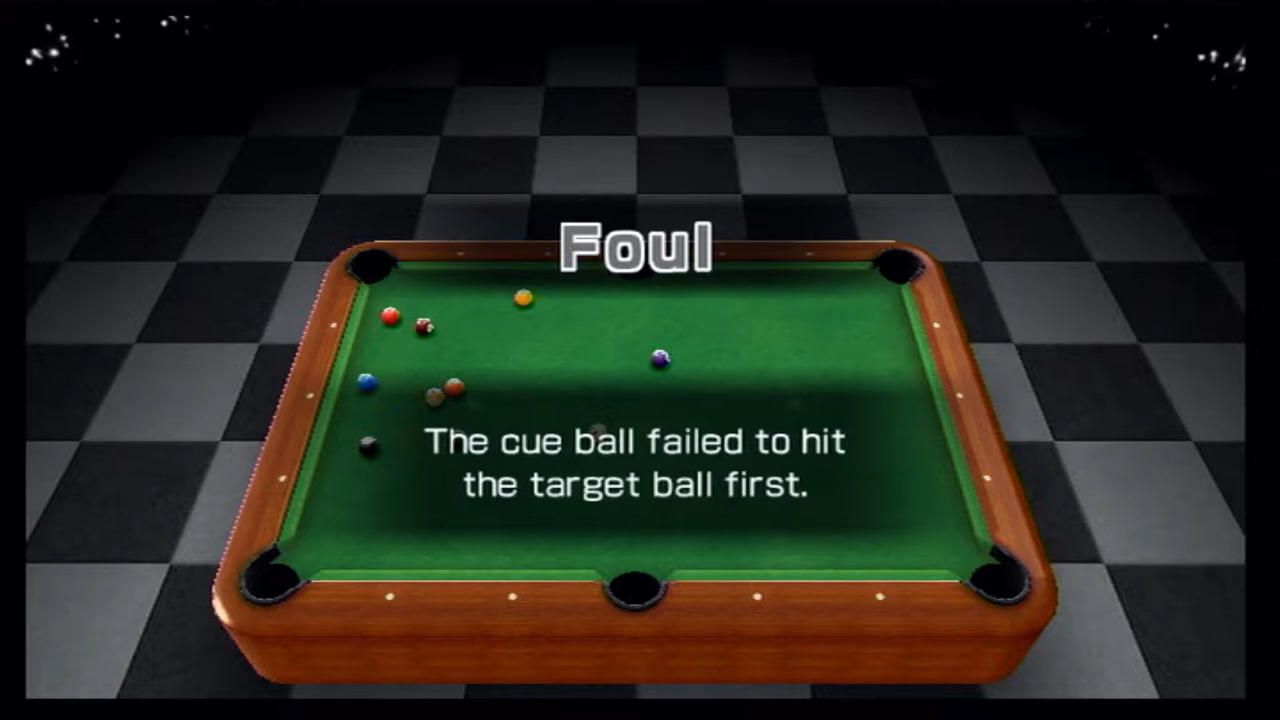 Foul
The cue ball failed to hit
the target ball first.